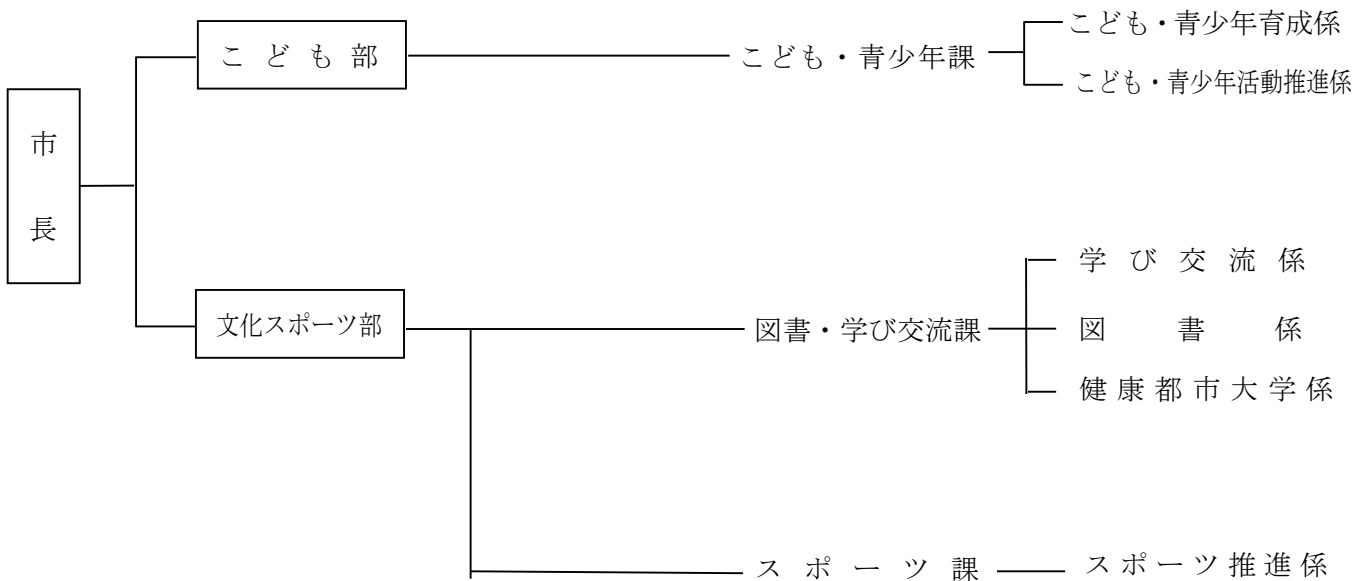 市長
こども部
こども・青少年課
こども・青少年育成係
こども・青少年活動推進係
文化スポーツ部
図書・学び交流課
学び交流係
図書係
健康都市大学係
スポーツ課
スポーツ推進係